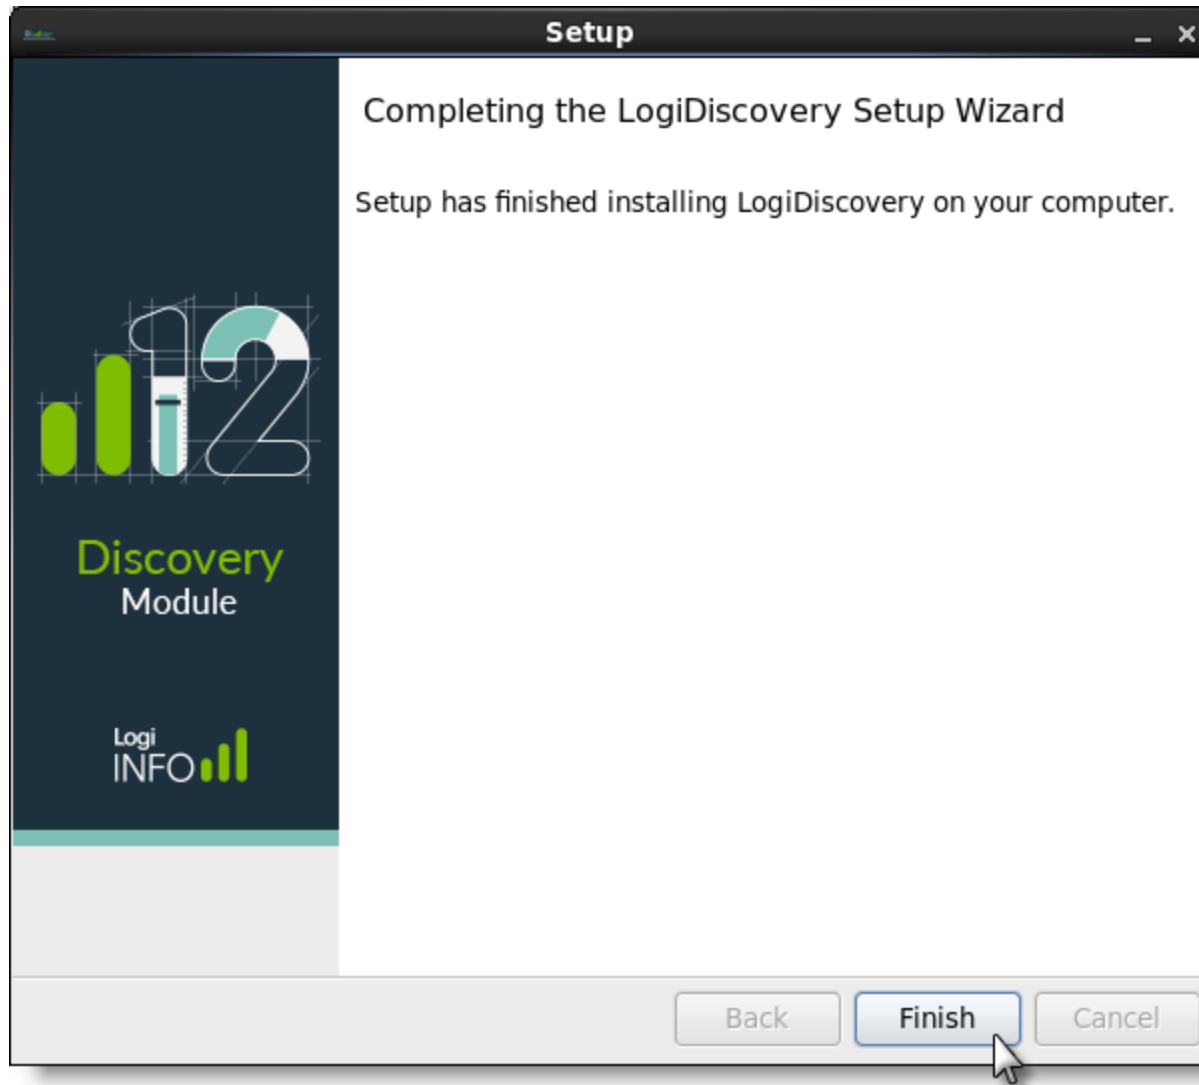 Setup
Completing the LogiDiscovery Setup Wizard
Setup has finished installing LogiDiscovery on your computer.
12
Discovery
Module
Logi
INFO
Back
Finish
Cancel